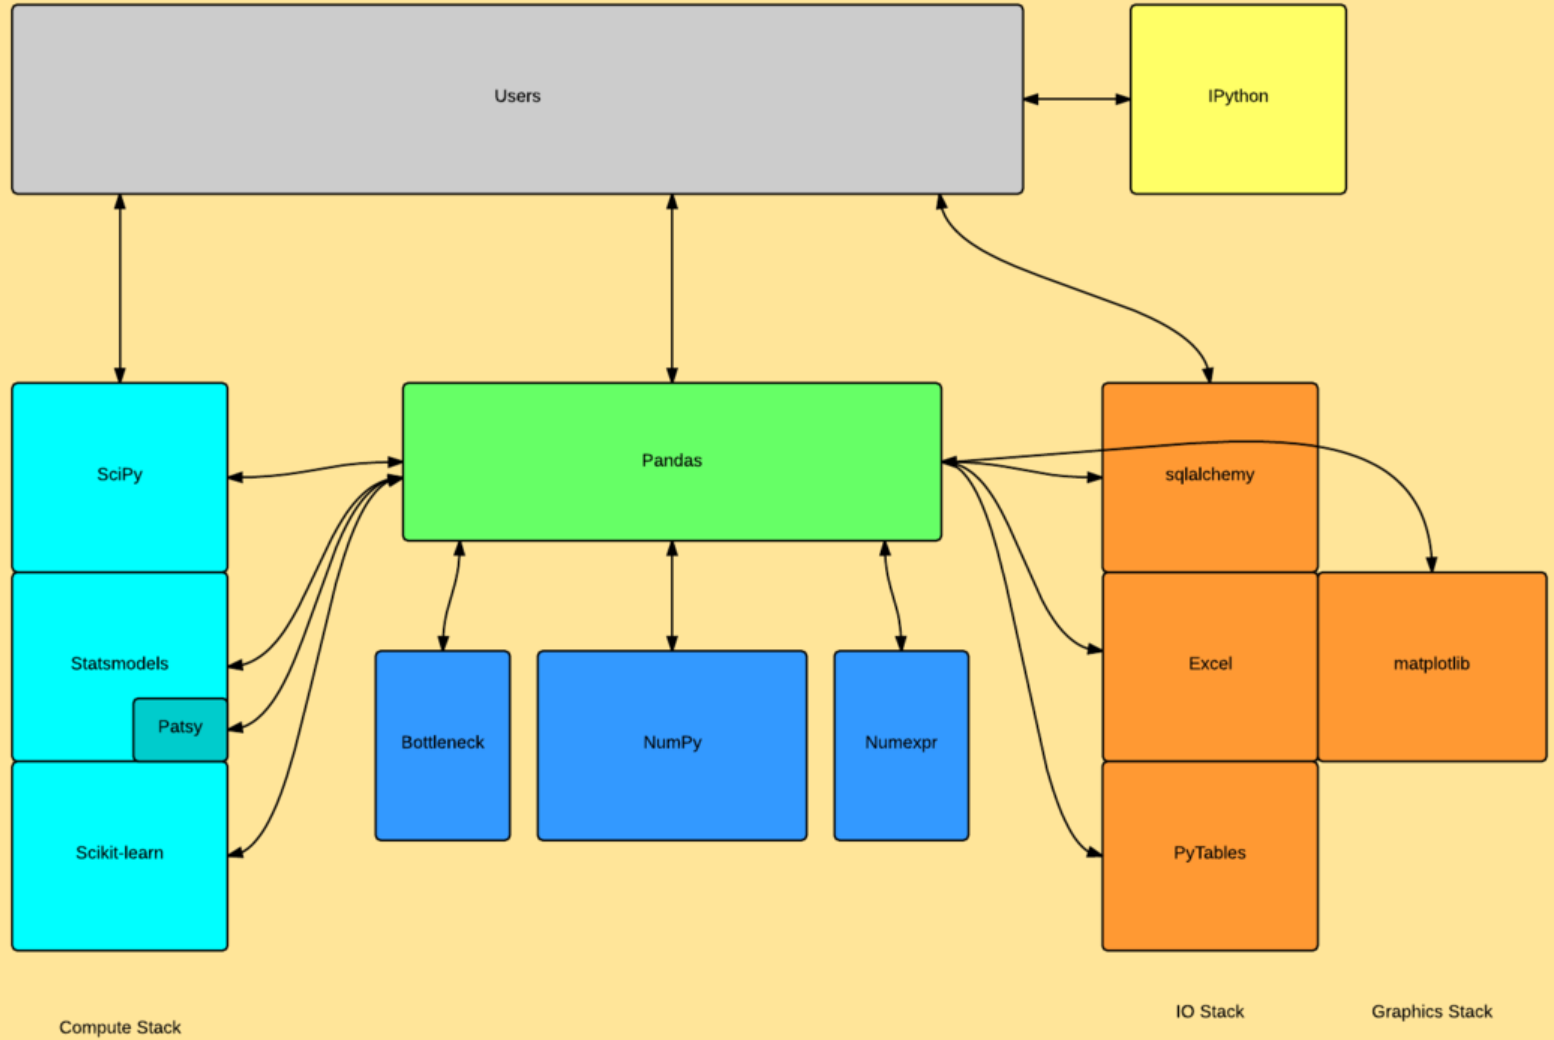 Users
IPython
SciPy
Pandas
sqlalchemy
Statsmodels
Excel
matplotlib
Patsy
Bottleneck
NumPy
Numexpr
Scikit-learn
PyTables
IO Stack
Graphics Stack
Compute Stack